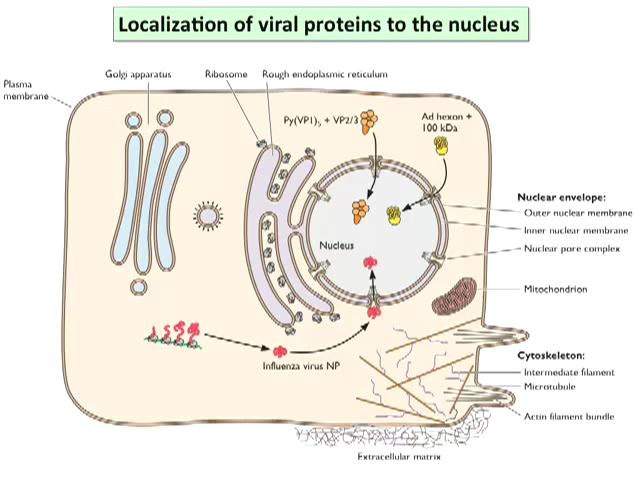 Localization of viral proteins to the nucleus
Golgi apparatus
Ribosome
Rough endoplasmic reticulum
Plasma
membrane
Py(VP1)5 + VP2/3
Ad hexon +
100 kDa
Nuclear envelope:
Outer nuclear membrane
Inner nuclear membrane
Nuclear pore complex
Nucleus
Mitochondrion
Cytoskeleton:
Influenza virus NP
Intermediate filament
Microtubule
Actin filament bundle
Extracellular matrix